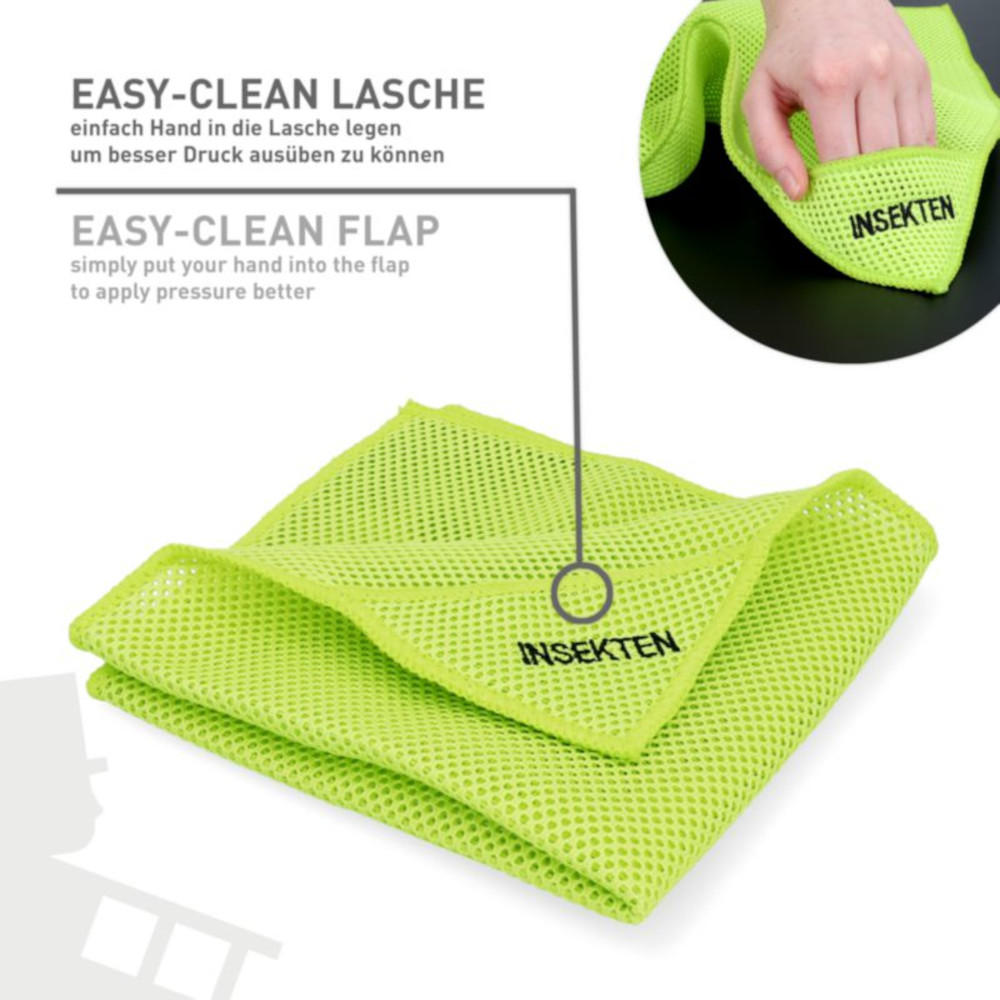 EASY-CLEAN LASCHE
einfach Hand in die Lasche legen
um besser Druck ausüben zu können
EASY-CLEAN FLAP
simply put your hand into the flap
to apply pressure better
INSEKTEN
INSEKTEN